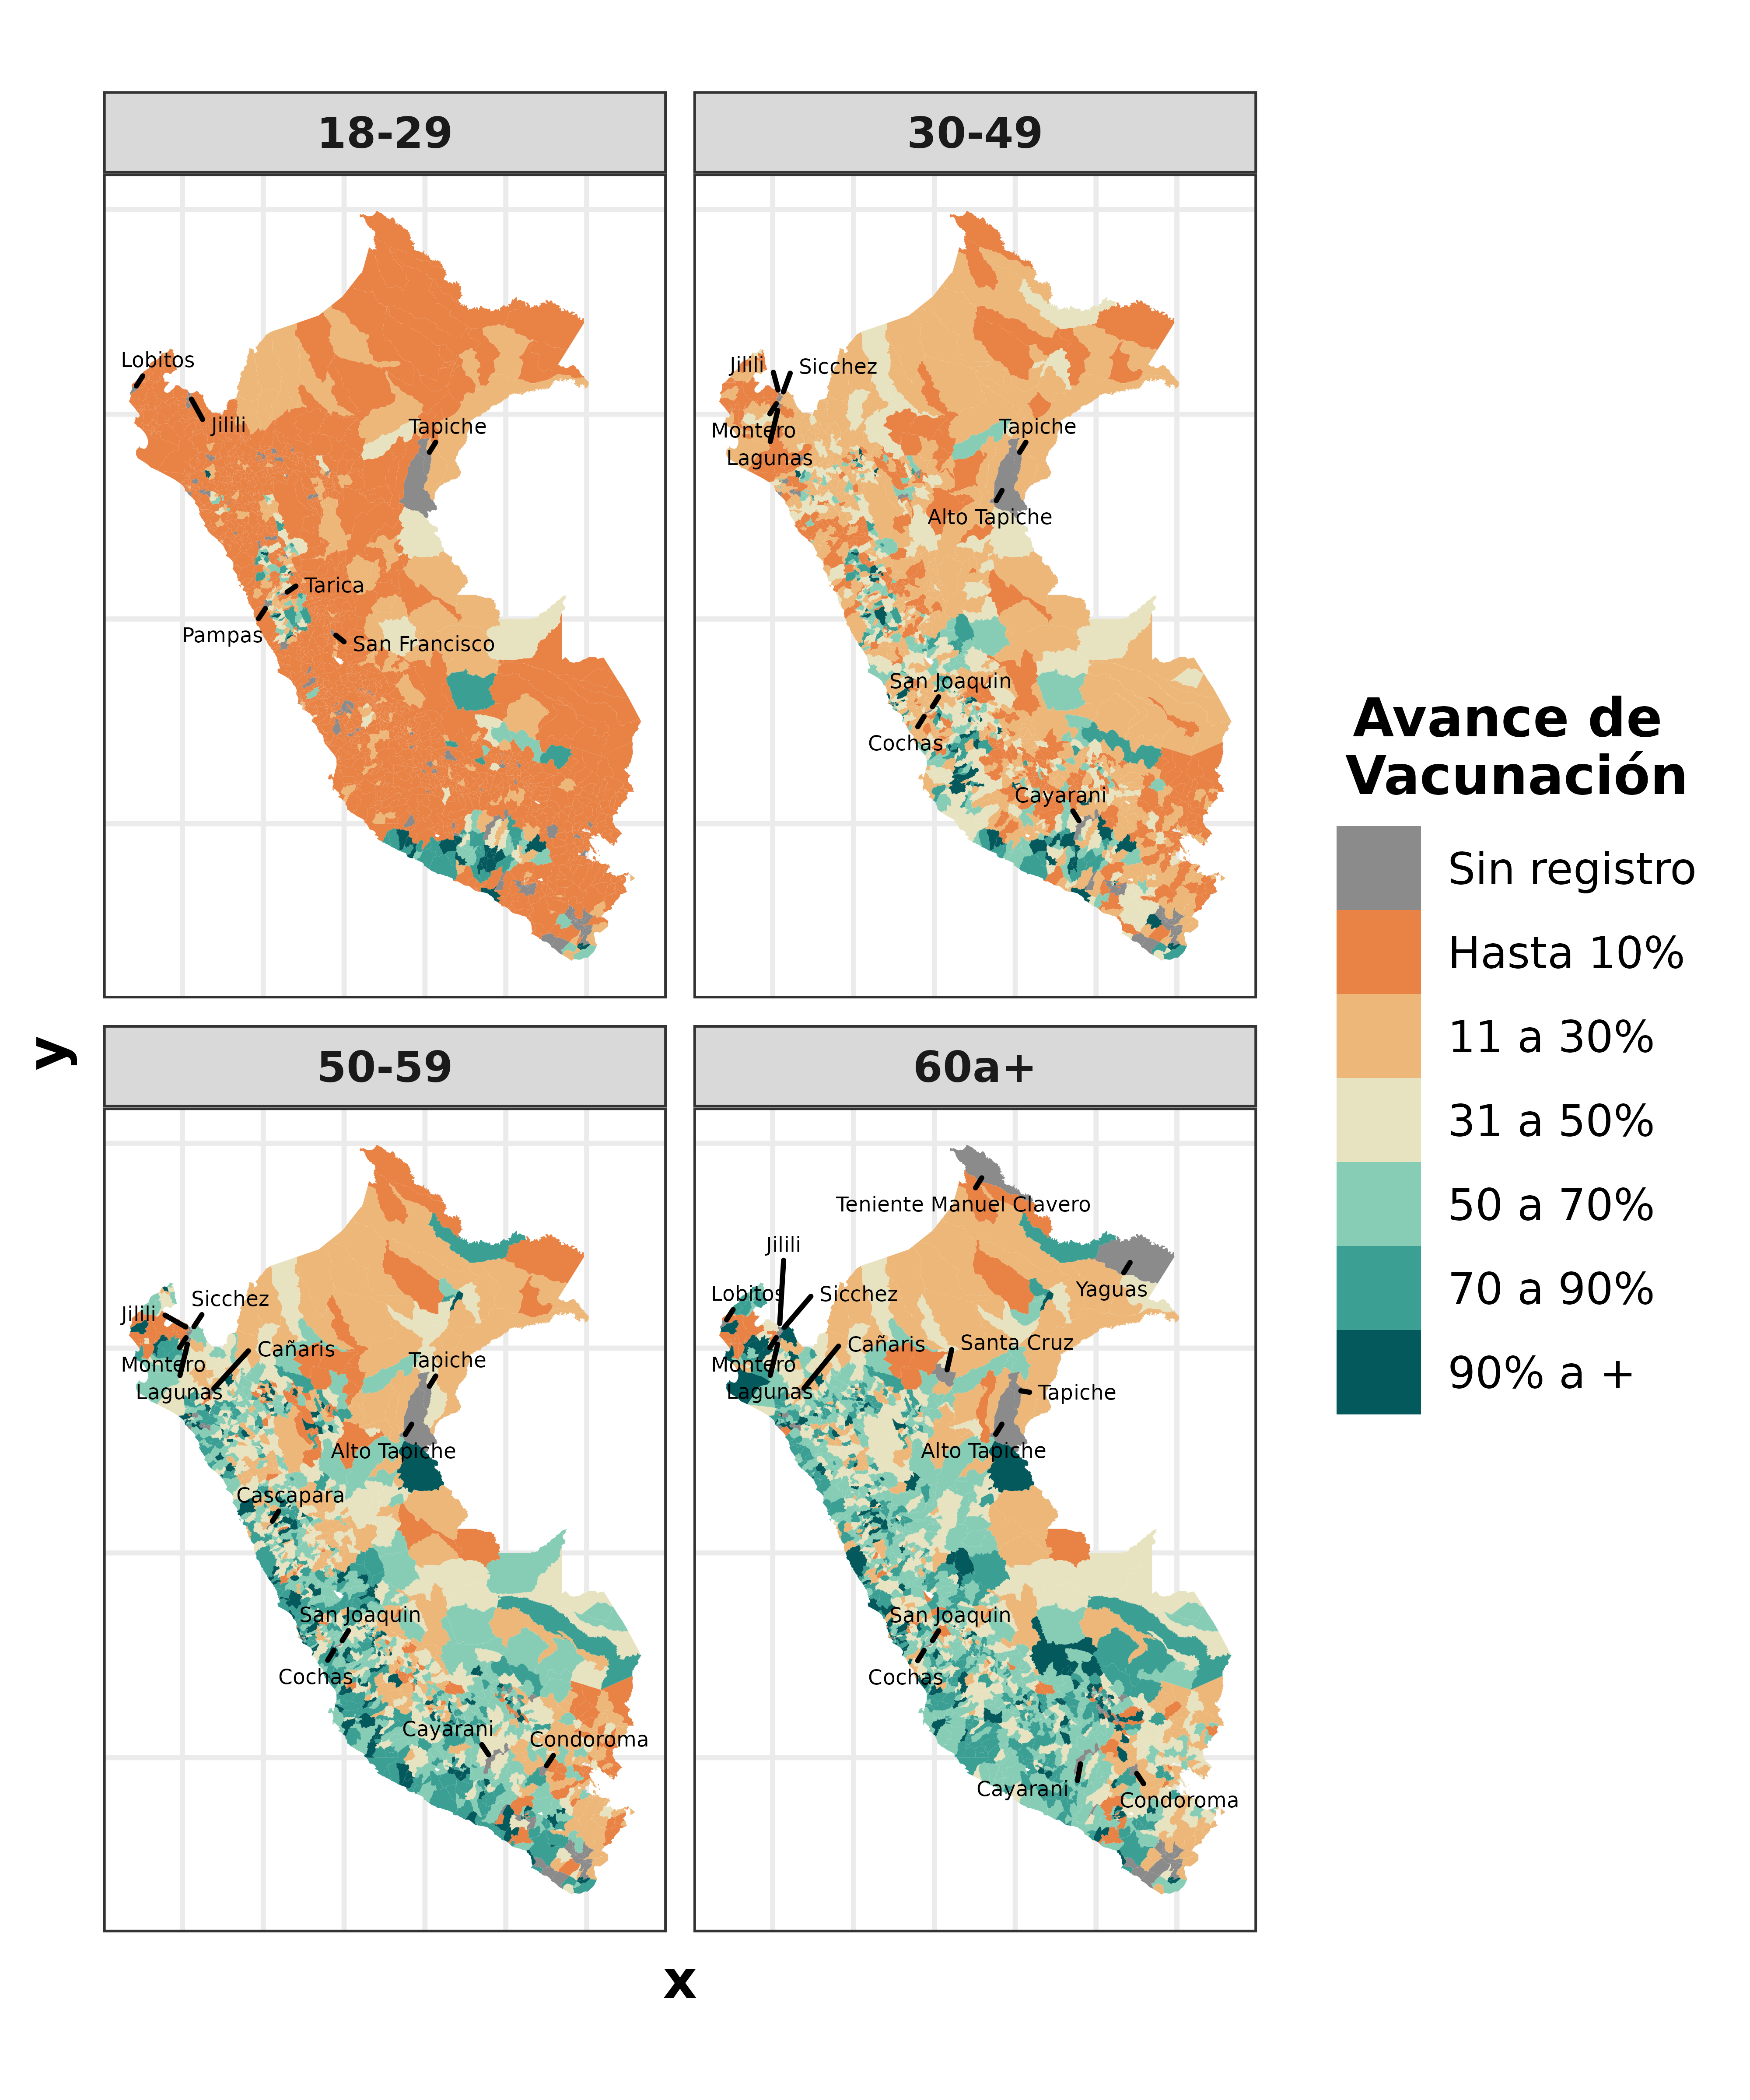 18-29
Lobitos
Jilili
Tapiche
Tarica
Pampas
San Francisco
30-49
Jilili
Sicchez
Montero
Lagunas
Tapiche
Alto Tapiche
San Joaquin
Cochas
Cayarani
50-59
Sicchez
Jilili
Cañaris
Montero
Tapiche
Lagunas
Alto Tapiche
Cascapara
San Joaquin
Cochas
Cayarani
Condoroma
60a+
Teniente Manuel Clavero
Jilili
Yaguas
Lobitos
Sicchez
Cañaris
Santa Cruz
Montero
Lagunas
Tapiche
Alto Tapiche
San Joaquin
Cochas
Cayarani
Condoroma
y
x
Avance de
Vacunación
Sin registro
Hasta 10%
11 a 30%
31 a 50%
50 a 70%
70 a 90%
90% a +